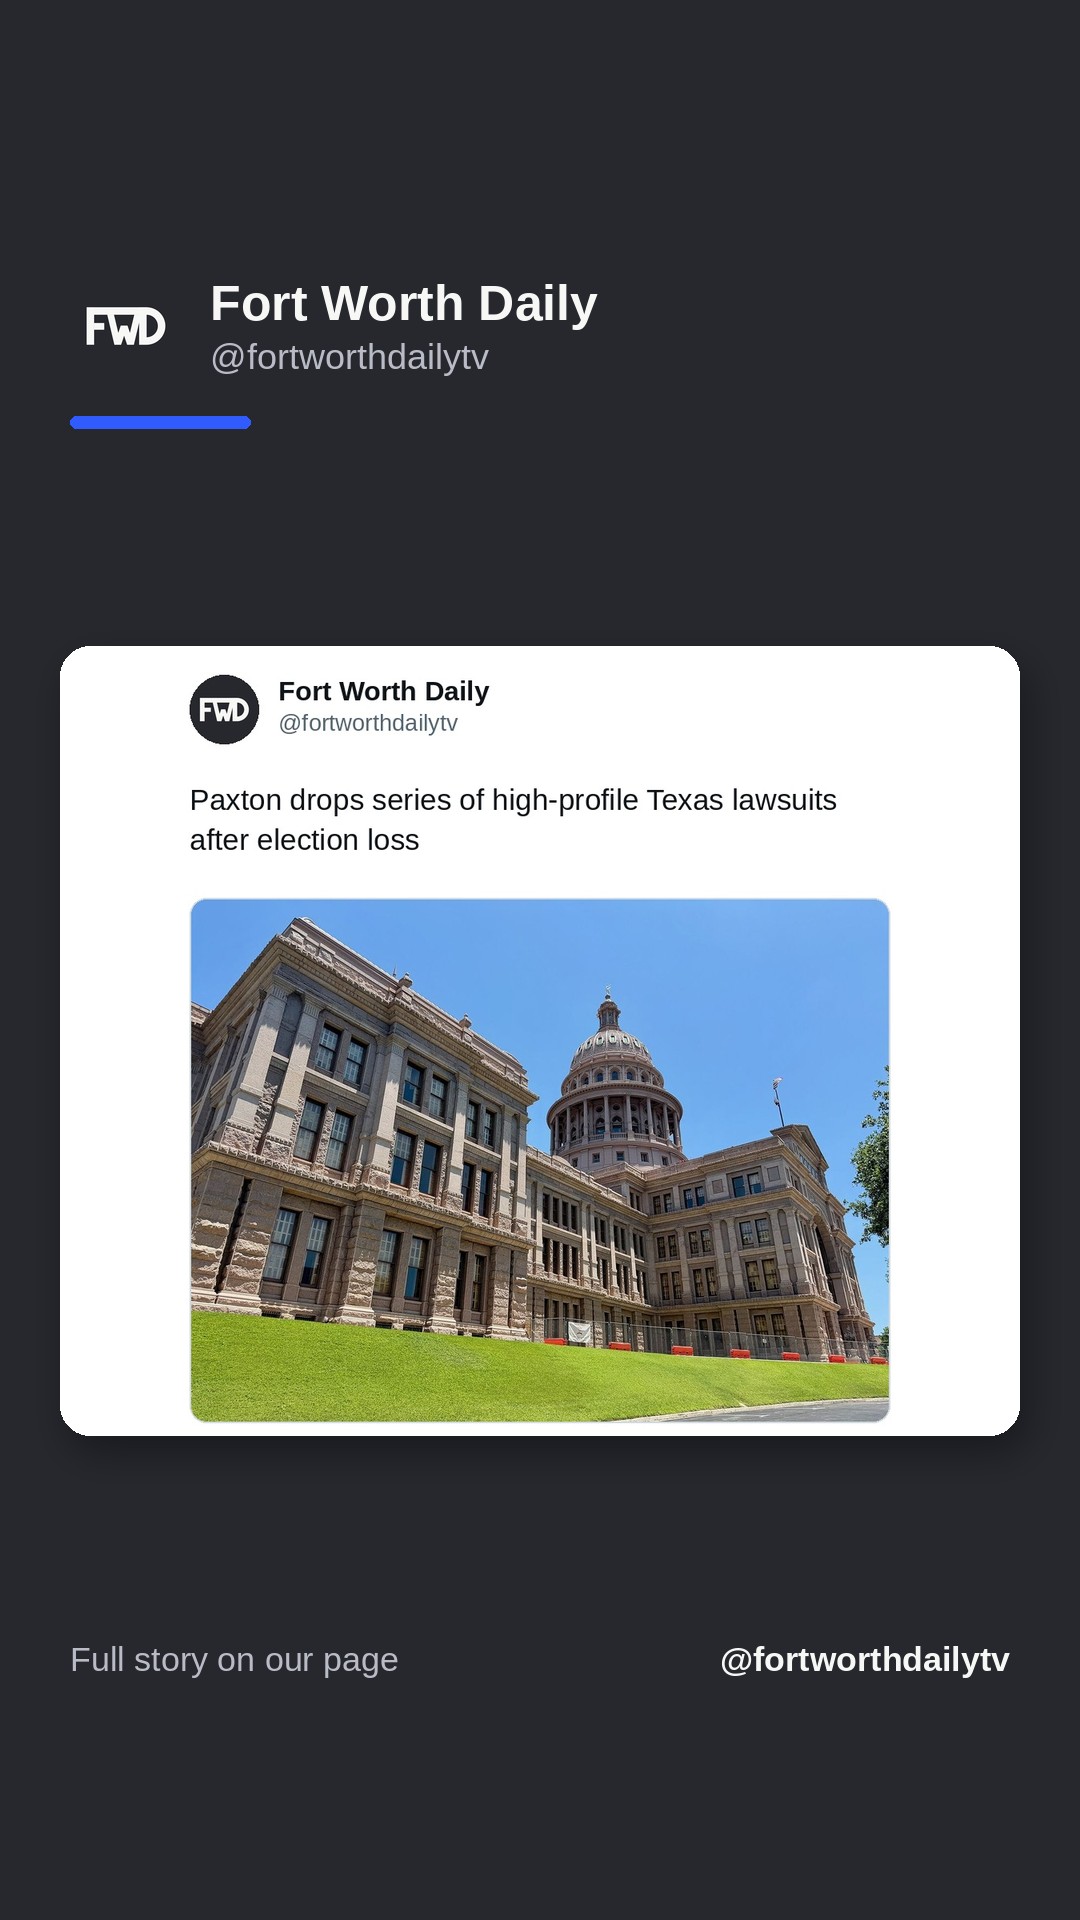 FWD
Fort Worth Daily
@fortworthdailytv
FWD
Fort Worth Daily
@fortworthdailytv
Paxton drops series of high-profile Texas lawsuits
after election loss
Full story on our page
@fortworthdailytv